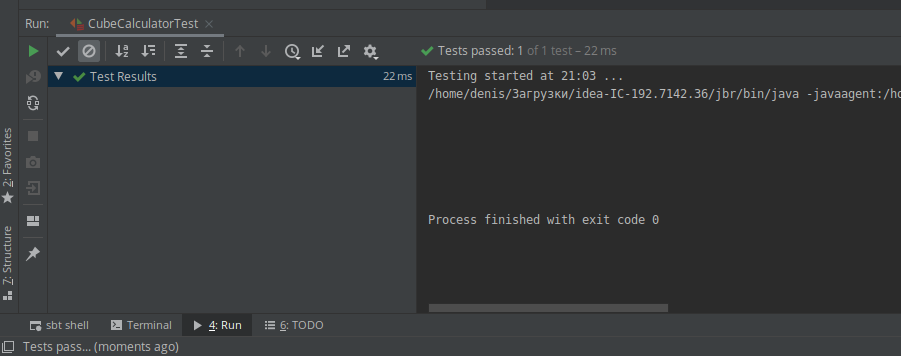 Run: CubeCalculatorTest
Tests passed: 1 of 1 test – 22 ms
Test Results 22 ms
Testing started at 21:03 ...
/home/denis/Загрузки/idea-IC-192.7142.36/jbr/bin/java -javaagent:/ho
Process finished with exit code 0
2: Favorites
7: Structure
sbt shell Terminal 4: Run 6: TODO
Tests pass... (moments ago)